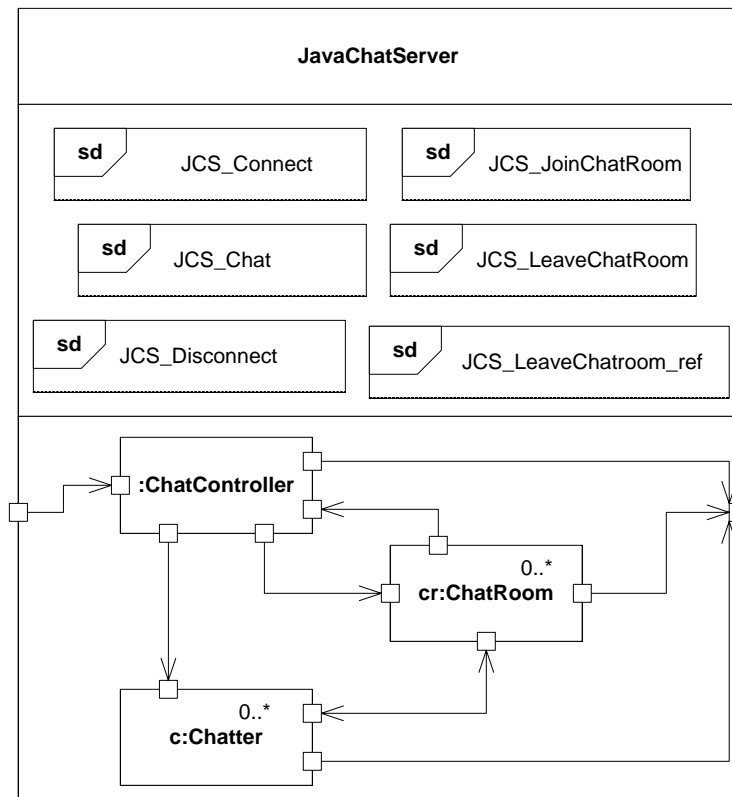 JavaChatServer
sd JCS_Connect
sd JCS_JoinChatRoom
sd JCS_Chat
sd JCS_LeaveChatRoom
sd JCS_Disconnect
sd JCS_LeaveChatroom_ref
:ChatController
0..*
cr:ChatRoom
0..*
c:Chatter